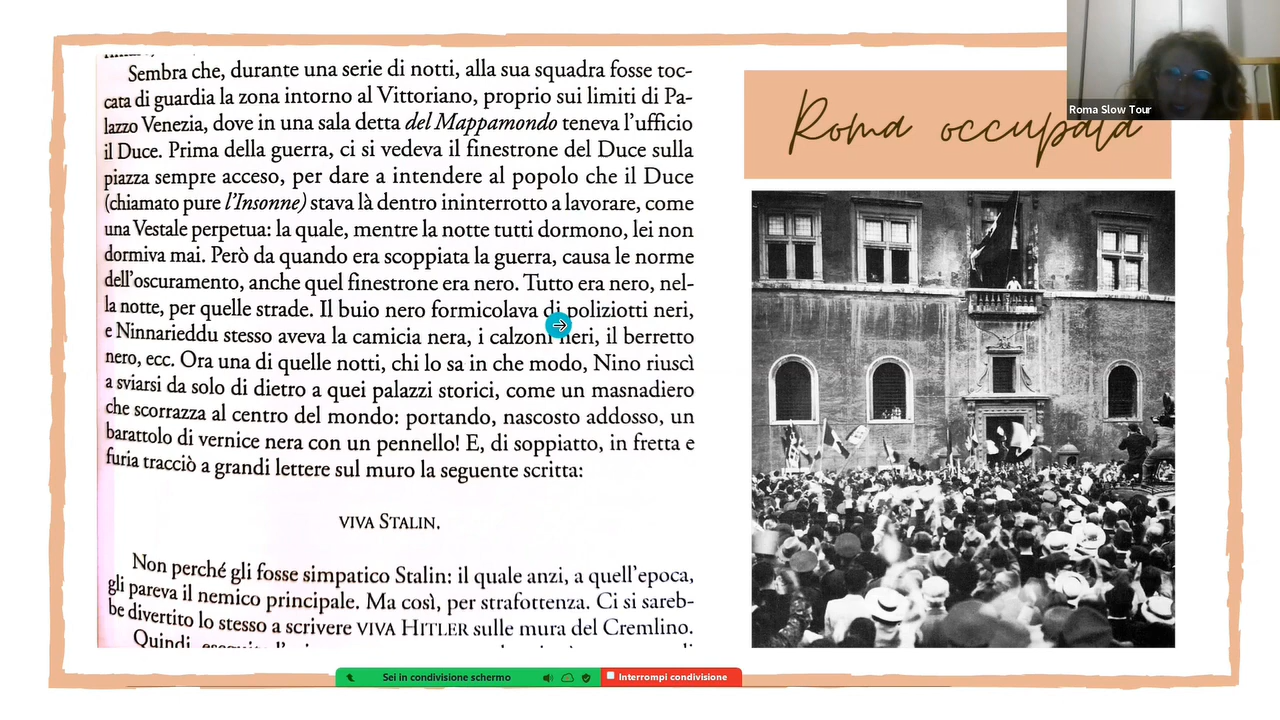 Sembra che, durante una serie di notti, alla sua squadra fosse toc-
cata di guardia la zona intorno al Vittoriano, proprio sui limiti di Pa-
lazzo Venezia, dove in una sala detta del Mappamondo teneva l'ufficio
il Duce. Prima della guerra, ci si vedeva il finestrone del Duce sulla
piazza sempre acceso, per dare a intendere al popolo che il Duce
(chiamato pure l'Insonne) stava là dentro ininterrotto a lavorare, come
una Vestale perpetua: la quale, mentre la notte tutti dormono, lei non
dormiva mai. Però da quando era scoppiata la guerra, causa le norme
dell'oscuramento, anche quel finestrone era nero. Tutto era nero, nel-
la notte, per quelle strade. Il buio nero formicolava di poliziotti neri,
e Ninnarieddu stesso aveva la camicia nera, i calzoni neri, il berretto
nero, ecc. Ora una di quelle notti, chi lo sa in che modo, Nino riuscì
a sviarsi da solo di dietro a quei palazzi storici, come un masnadiero
che scorrazza al centro del mondo: portando, nascosto addosso, un
barattolo di vernice nera con un pennello! E, di soppiatto, in fretta e
furia tracciò a grandi lettere sul muro la seguente scritta:
VIVA STALIN.
Non perché gli fosse simpatico Stalin: il quale anzi, a quell'epoca,
gli pareva il nemico principale. Ma così, per strafottenza. Ci si sareb-
be divertito lo stesso a scrivere VIVA HITLER sulle mura del Cremlino.
Quindi,
Roma occupata
Roma Slow Tour
Sei in condivisione schermo
Interrompi condivisione